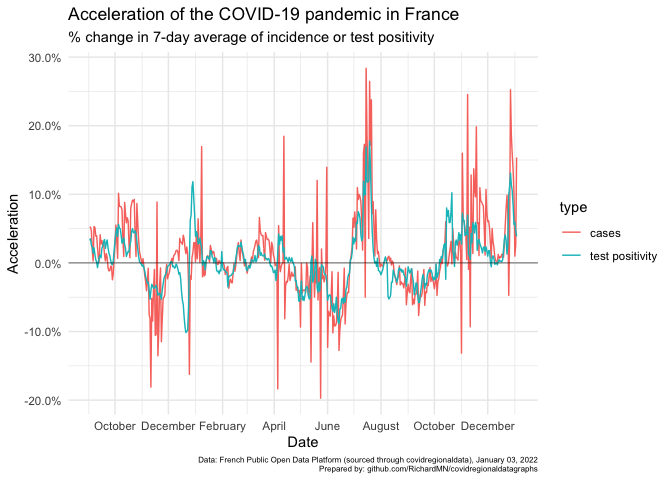 Acceleration of the COVID-19 pandemic in France
% change in 7-day average of incidence or test positivity
30.0%
20.0%
10.0%
0.0%
-10.0%
-20.0%
Acceleration
October December February April June August October December
Date
type
cases
test positivity
Data: French Public Open Data Platform (sourced through covidregionaldata), January 03, 2022
Prepared by: github.com/RichardMN/covidregionaldatagraphs